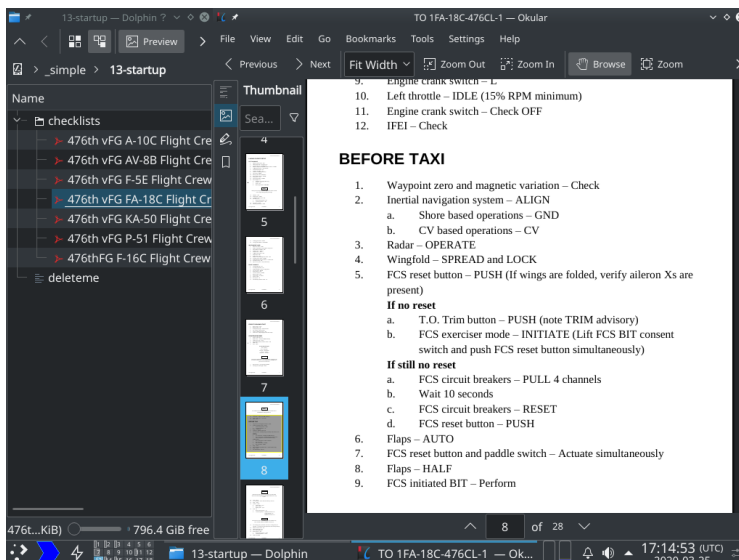 13-startup — Dolphin ?
TO 1FA-18C-476CL-1 — Okular
Preview
File View Edit Go Bookmarks Tools Settings Help
> _simple > 13-startup
Previous Next Fit Width Zoom Out Zoom In Browse Zoom
Name
checklists
476th vFG A-10C Flight Cre
476th vFG AV-8B Flight Cre
476th vFG F-5E Flight Crew
476th vFG FA-18C Flight Cr
476th vFG KA-50 Flight Cre
476th vFG P-51 Flight Crew
476thFG F-16C Flight Crew
deleteme
476t...KiB) 796.4 GiB free
Thumbnail
Sea...
4
5
6
7
8
9. Engine crank switch – L
10. Left throttle – IDLE (15% RPM minimum)
11. Engine crank switch – Check OFF
12. IFEI – Check
BEFORE TAXI
1. Waypoint zero and magnetic variation – Check
2. Inertial navigation system – ALIGN
a. Shore based operations – GND
b. CV based operations – CV
3. Radar – OPERATE
4. Wingfold – SPREAD and LOCK
5. FCS reset button – PUSH (If wings are folded, verify aileron Xs are
present)
If no reset
a. T.O. Trim button – PUSH (note TRIM advisory)
b. FCS exerciser mode – INITIATE (Lift FCS BIT consent
switch and push FCS reset button simultaneously)
If still no reset
a. FCS circuit breakers – PULL 4 channels
b. Wait 10 seconds
c. FCS circuit breakers – RESET
d. FCS reset button – PUSH
6. Flaps – AUTO
7. FCS reset button and paddle switch – Actuate simultaneously
8. Flaps – HALF
9. FCS initiated BIT – Perform
8 of 28
13-startup — Dolphin
TO 1FA-18C-476CL-1 — Ok...
17:14:53 (UTC)